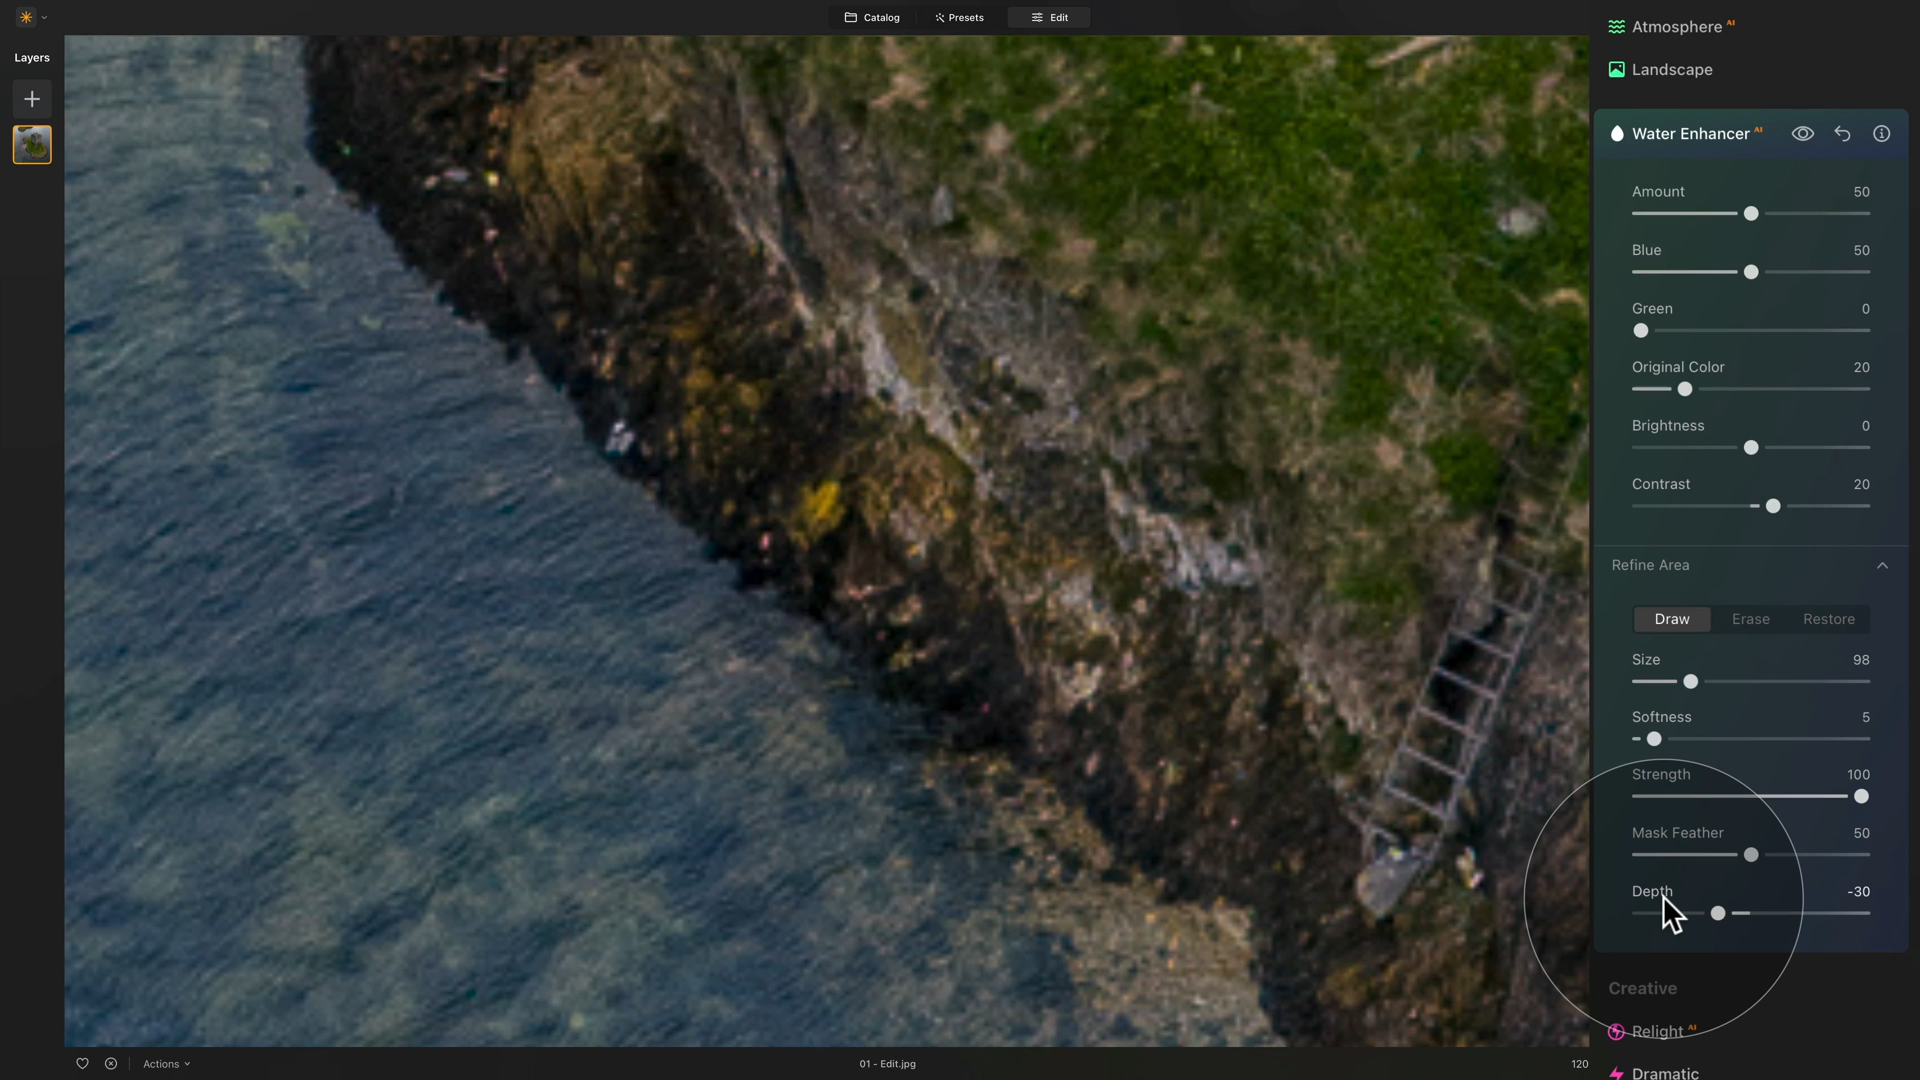 Catalog
Presets
Edit
Layers
Atmosphere AI
Landscape
Water Enhancer AI
Amount 50
Blue 50
Green 0
Original Color 20
Brightness 0
Contrast 20
Refine Area
Draw Erase Restore
Size 98
Softness 5
Strength 100
Mask Feather 50
Depth -30
Creative
Relight AI
Dramatic
Actions
01 - Edit.jpg
120